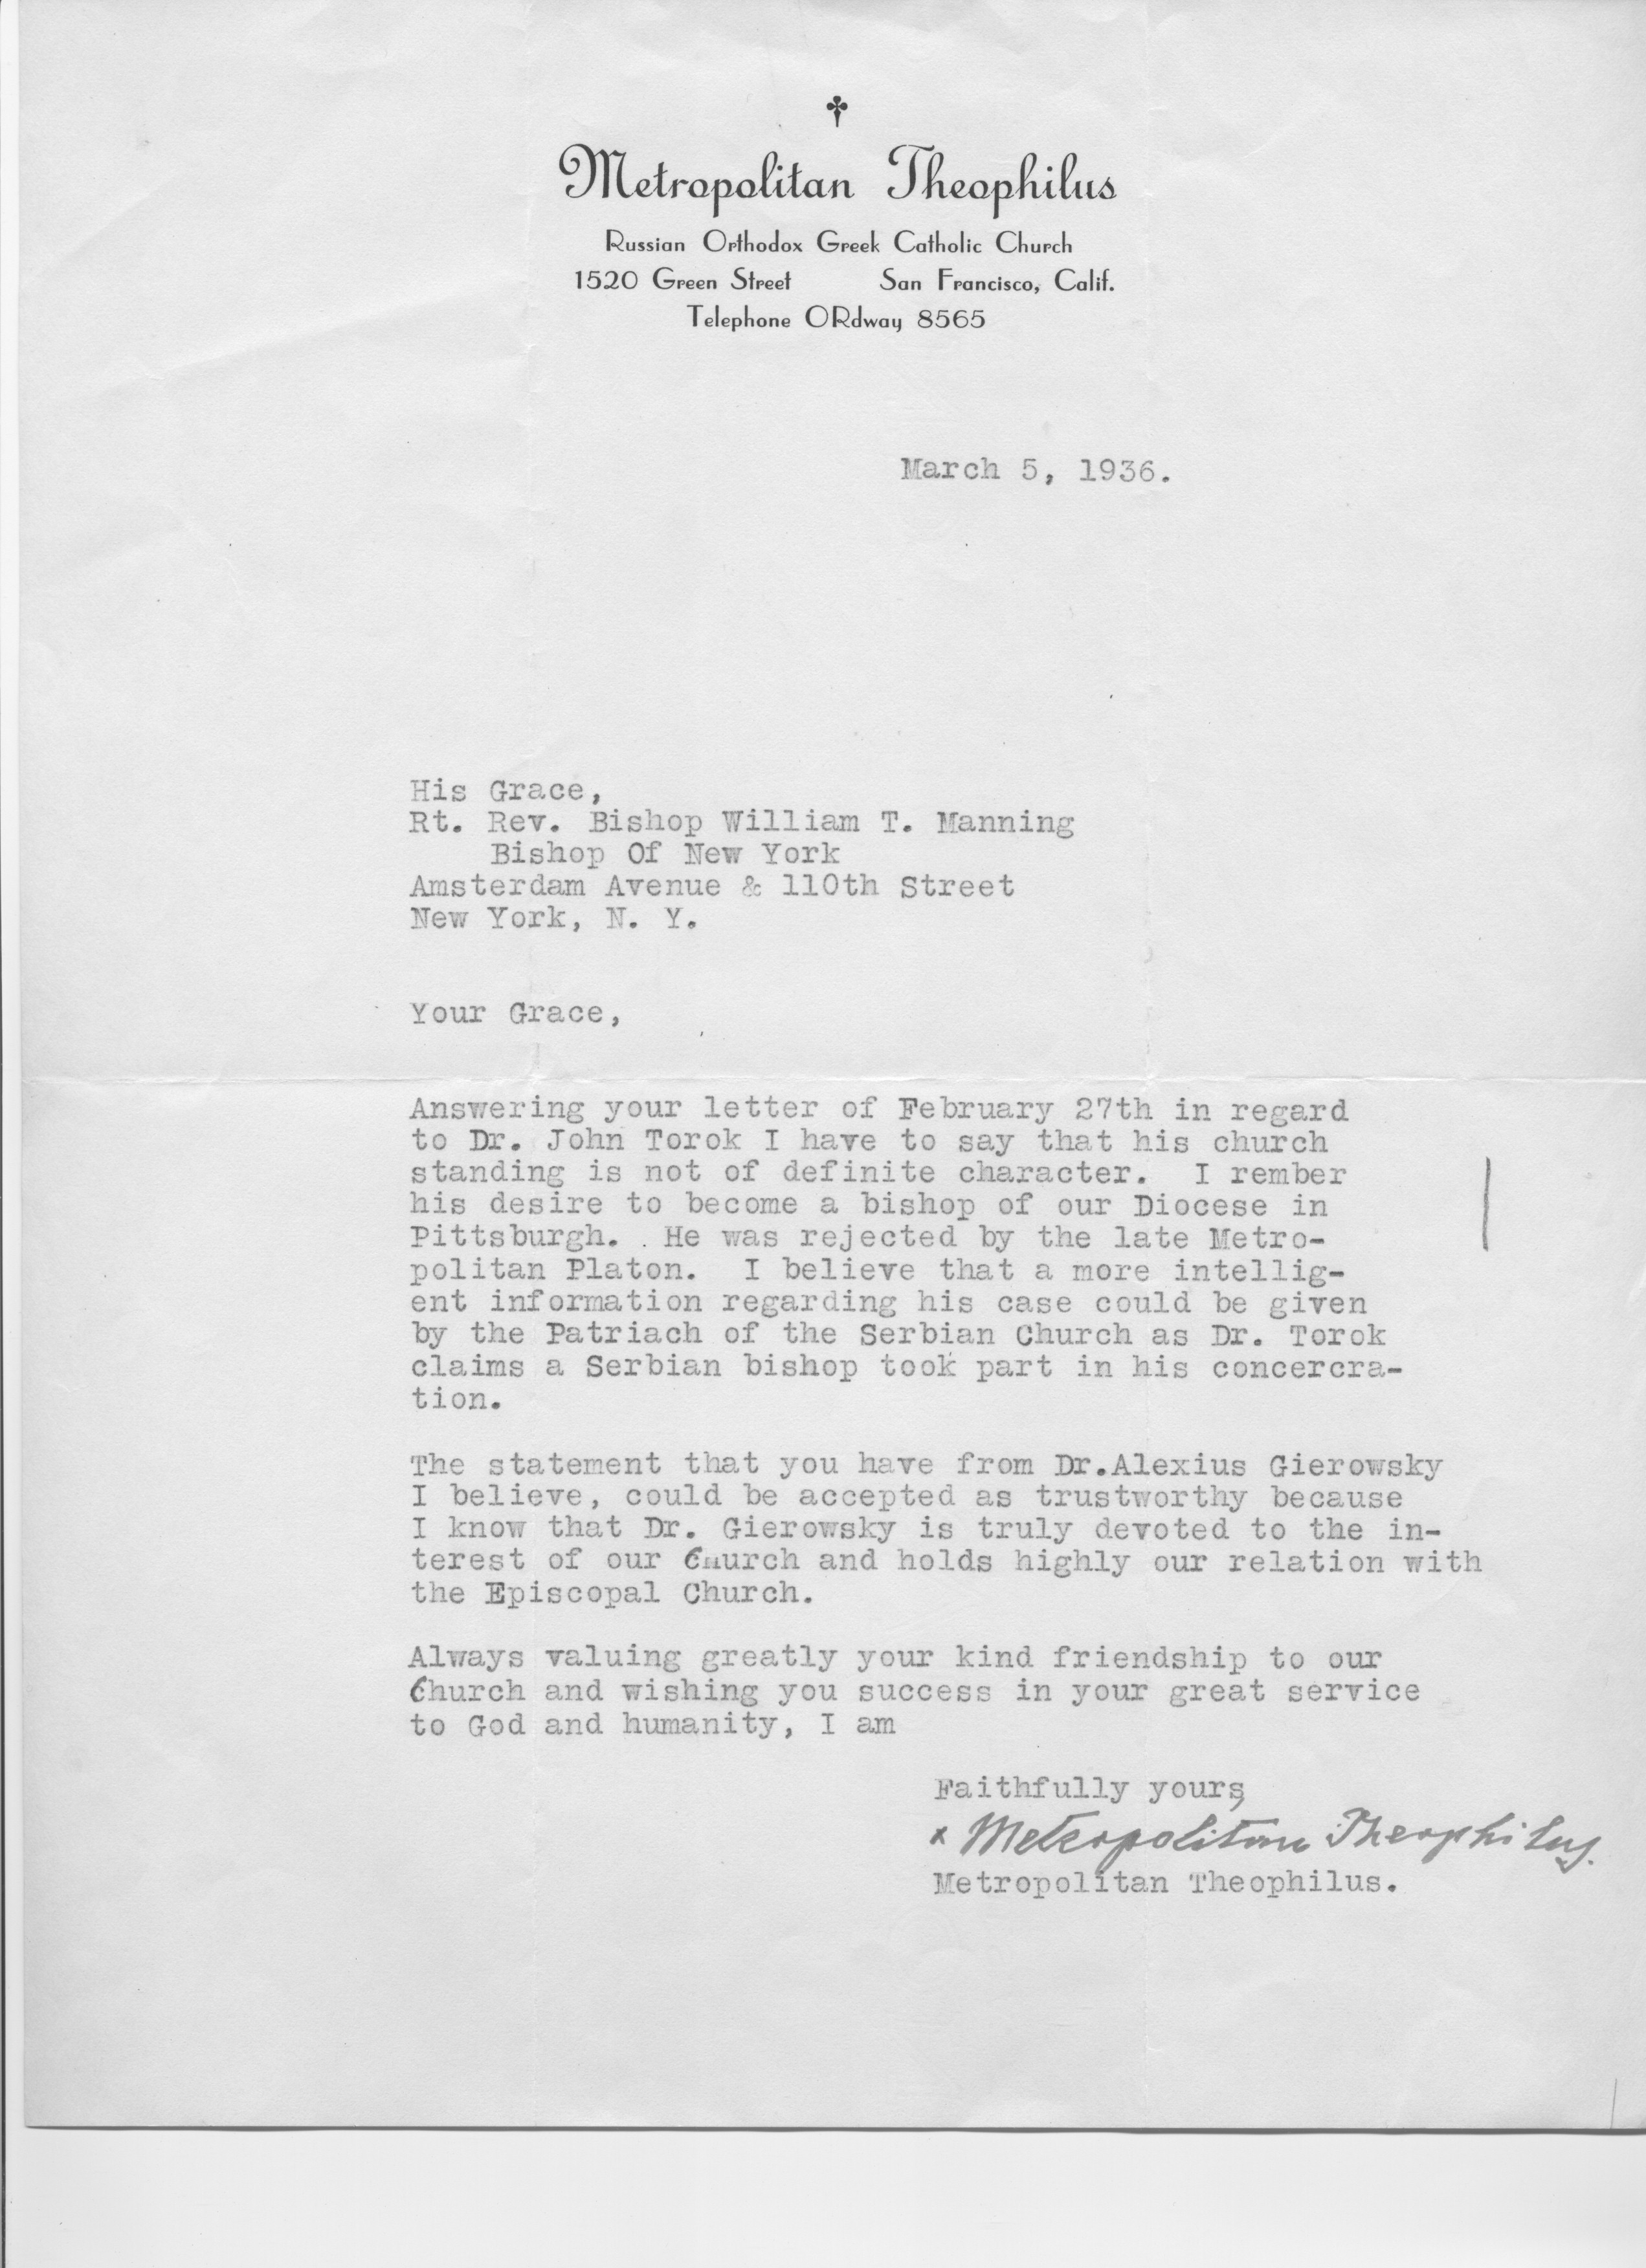 Metropolitan Theophilus
Russian Orthodox Greek Catholic Church
1520 Green Street San Francisco, Calif.
Telephone ORdway 8565
March 5, 1936.
His Grace,
Rt. Rev. Bishop William T. Manning
Bishop Of New York
Amsterdam Avenue & 110th Street
New York, N. Y.
Your Grace,
Answering your letter of February 27th in regard
to Dr. John Torok I have to say that his church
standing is not of definite character. I rember
his desire to become a bishop of our Diocese in
Pittsburgh. . He was rejected by the late Metro-
politan Platon. I believe that a more intellig-
ent information regarding his case could be given
by the Patriach of the Serbian Church as Dr. Torok
claims a Serbian bishop took part in his concercra-
tion.
The statement that you have from Dr.Alexius Gierowsky
I believe, could be accepted as trustworthy because
I know that Dr. Gierowsky is truly devoted to the in-
terest of our Church and holds highly our relation with
the Episcopal Church.
Always valuing greatly your kind friendship to our
Church and wishing you success in your great service
to God and humanity, I am
Faithfully yours,
x Metropolitan Theophilus.
Metropolitan Theophilus.